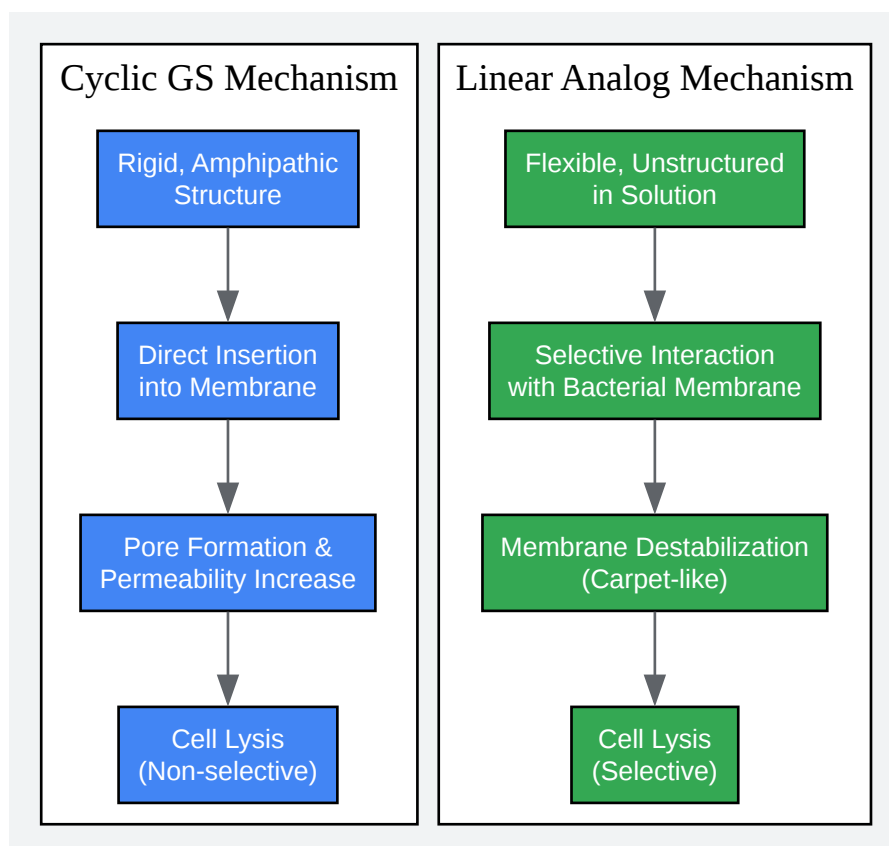 Cyclic GS Mechanism
Rigid, Amphipathic
Structure
Direct Insertion
into Membrane
Pore Formation &
Permeability Increase
Cell Lysis
(Non-selective)
Linear Analog Mechanism
Flexible, Unstructured
in Solution
Selective Interaction
with Bacterial Membrane
Membrane Destabilization
(Carpet-like)
Cell Lysis
(Selective)